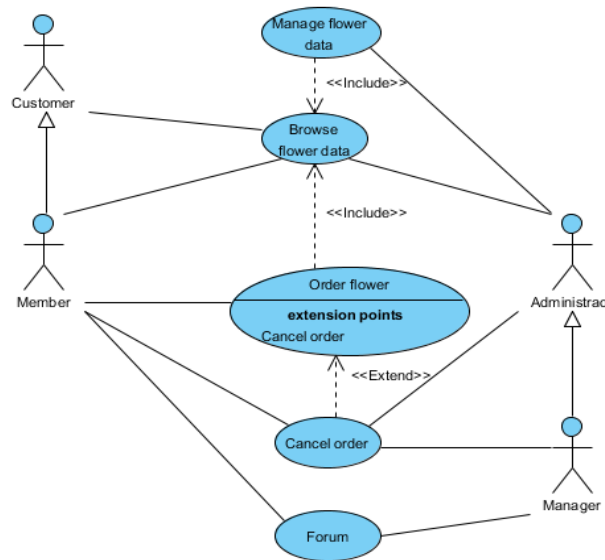 Manage flower
data
<<Include>>
Customer
Browse
flower data
<<Include>>
Member
Order flower
Administrac
extension points
Cancel order
<<Extend>>
Cancel order
Manager
Forum